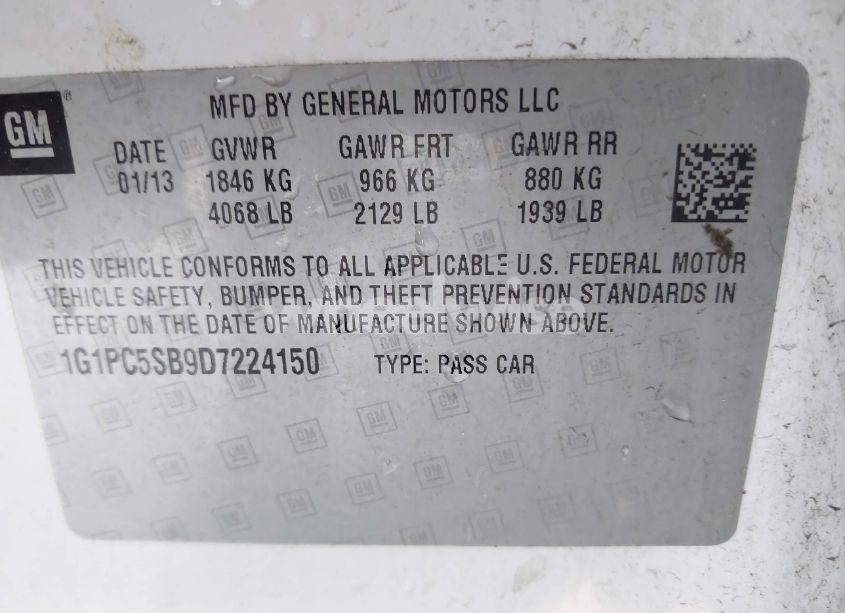 GM
MFD BY GENERAL MOTORS LLC
DATE GVWR GAWR FRT GAWR RR
01/13 1846 KG 966 KG 880 KG
4068 LB 2129 LB 1939 LB
THIS VEHICLE CONFORMS TO ALL APPLICABLE U.S. FEDERAL MOTOR
VEHICLE SAFETY, BUMPER, AND THEFT PREVENTION STANDARDS IN
EFFECT ON THE DATE OF MANUFACTURE SHOWN ABOVE.
1G1PC5SB9D7224150 TYPE: PASS CAR